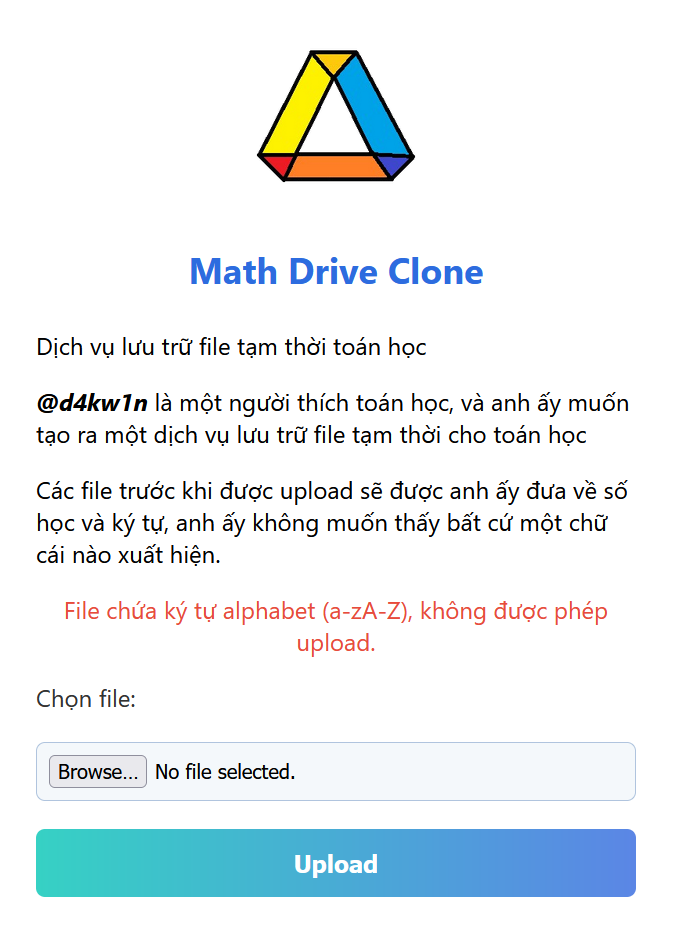 Math Drive Clone
Dịch vụ lưu trữ file tạm thời toán học
@d4kw1n là một người thích toán học, và anh ấy muốn
tạo ra một dịch vụ lưu trữ file tạm thời cho toán học
Các file trước khi được upload sẽ được anh ấy đưa về số
học và ký tự, anh ấy không muốn thấy bất cứ một chữ
cái nào xuất hiện.
File chứa ký tự alphabet (a-zA-Z), không được phép
upload.
Chọn file:
Browse... No file selected.
Upload